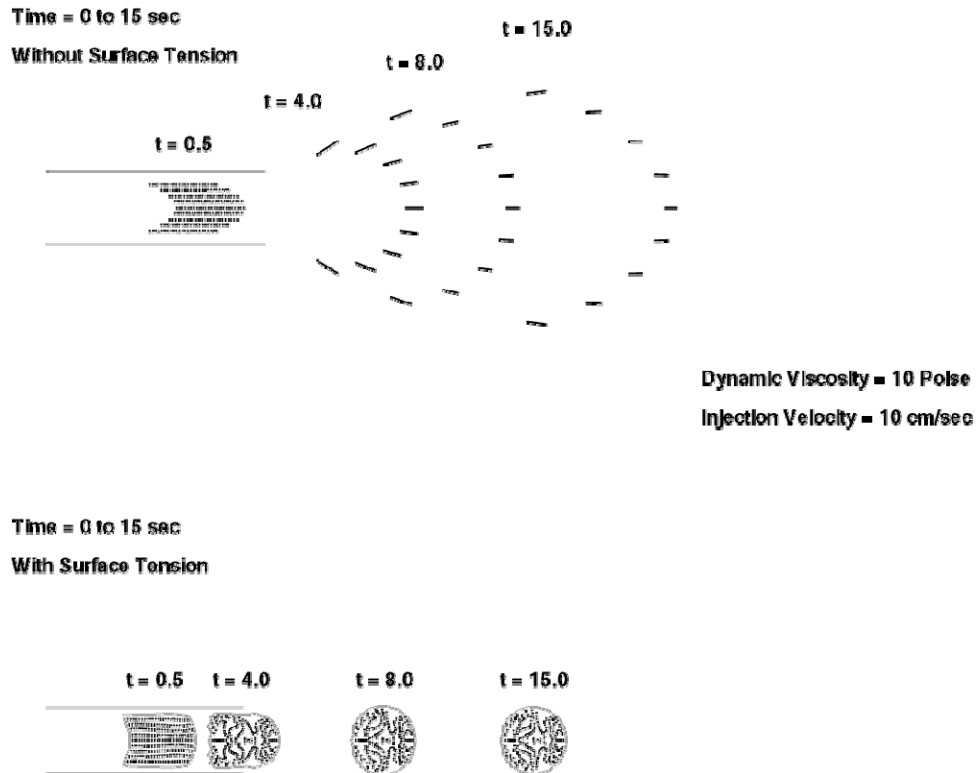 Time = 0 to 15 sec
Without Surface Tension
t = 15.0
t = 8.0
t = 4.0
t = 0.5
Dynamic Viscosity = 10 Poise
Injection Velocity = 10 cm/sec
Time = 0 to 15 sec
With Surface Tension
t = 0.5 t = 4.0 t = 8.0 t = 15.0